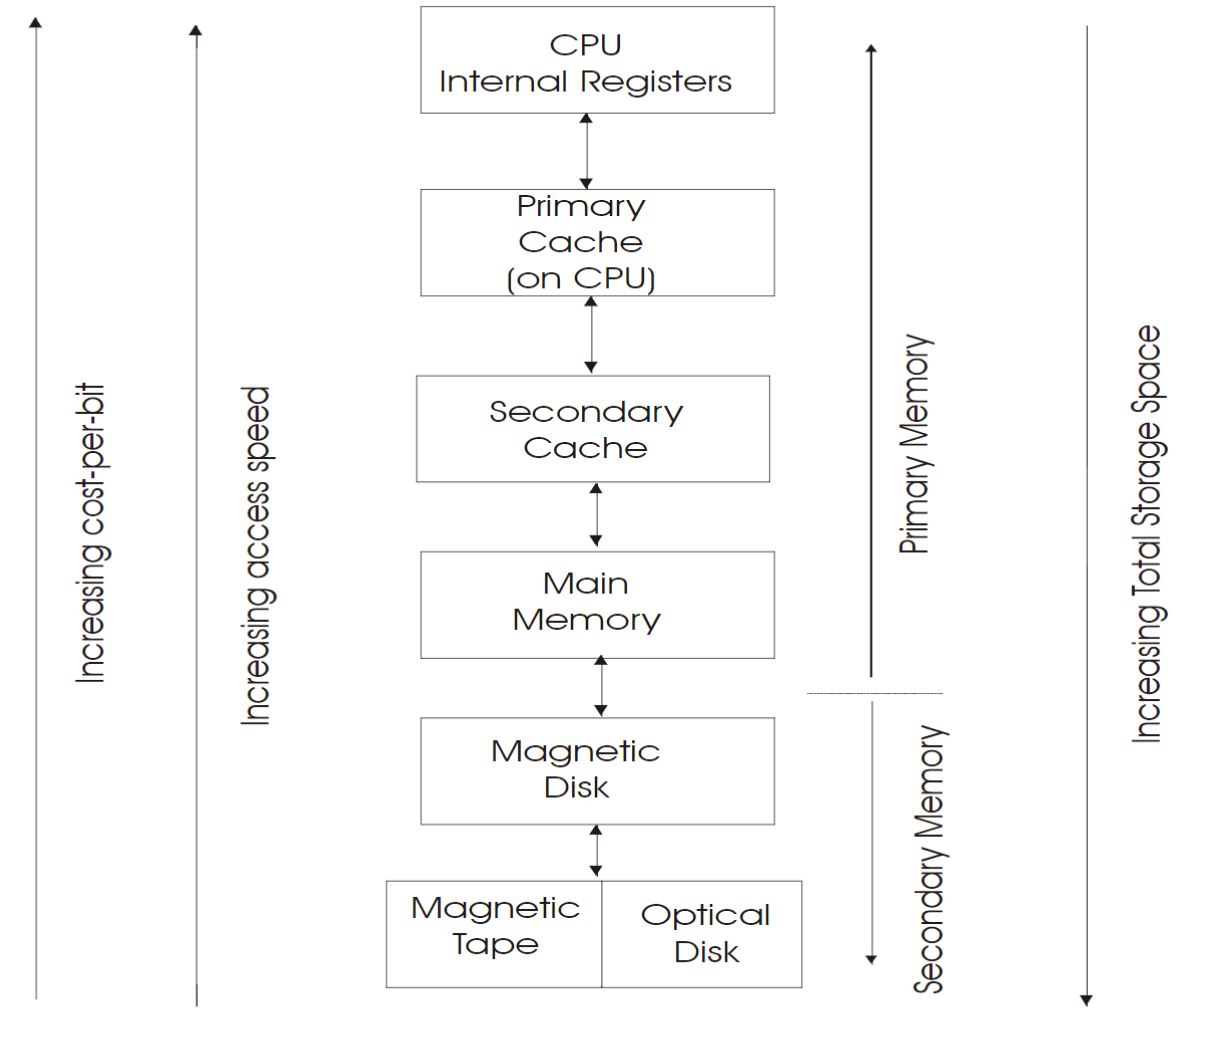 CPU
Internal Registers
Primary
Cache
(on CPU)
Secondary
Cache
Main
Memory
Magnetic
Disk
Magnetic
Tape
Optical
Disk
Increasing cost-per-bit
Increasing access speed
Primary Memory
Secondary Memory
Increasing Total Storage Space